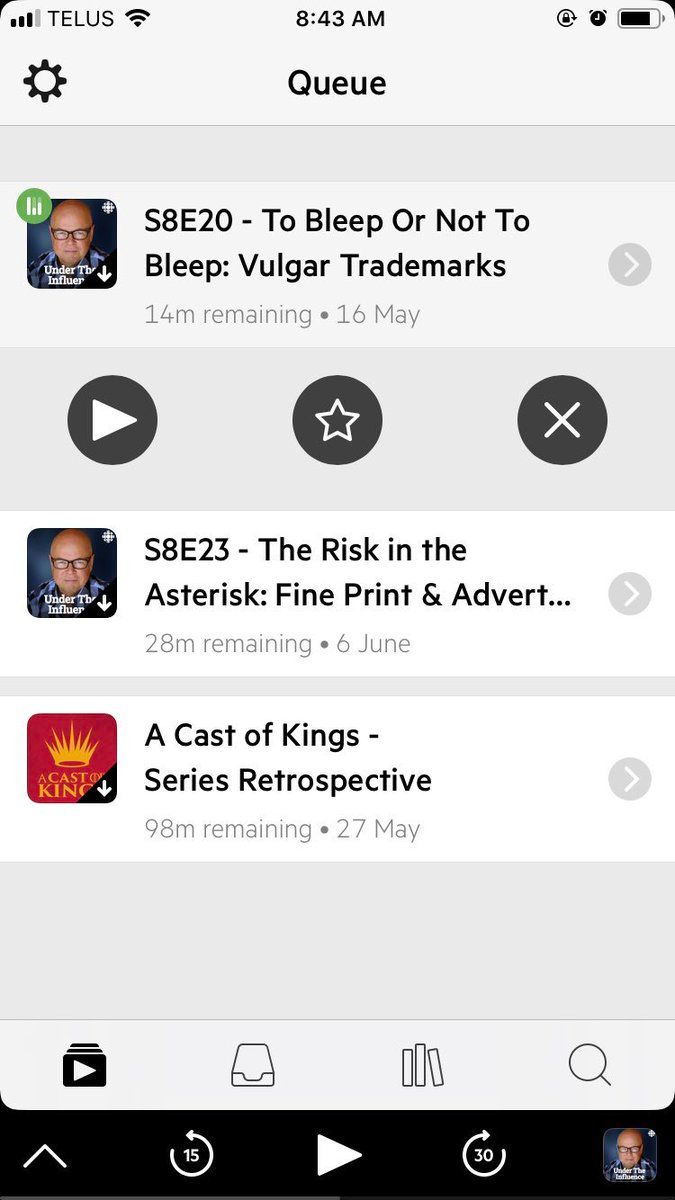 TELUS 8:43 AM
Queue
S8E20 - To Bleep Or Not To
Bleep: Vulgar Trademarks
Under The
Influer
14m remaining • 16 May
S8E23 - The Risk in the
Asterisk: Fine Print & Advert...
Under The
Influer
28m remaining • 6 June
A Cast of Kings -
Series Retrospective
A CAST OF
KING
98m remaining • 27 May
15
30
Under The
Influence